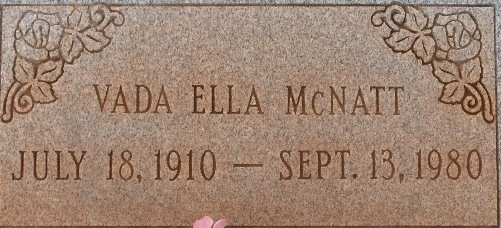 VADA ELLA McNATT
JULY 18, 1910 — SEPT. 13, 1980